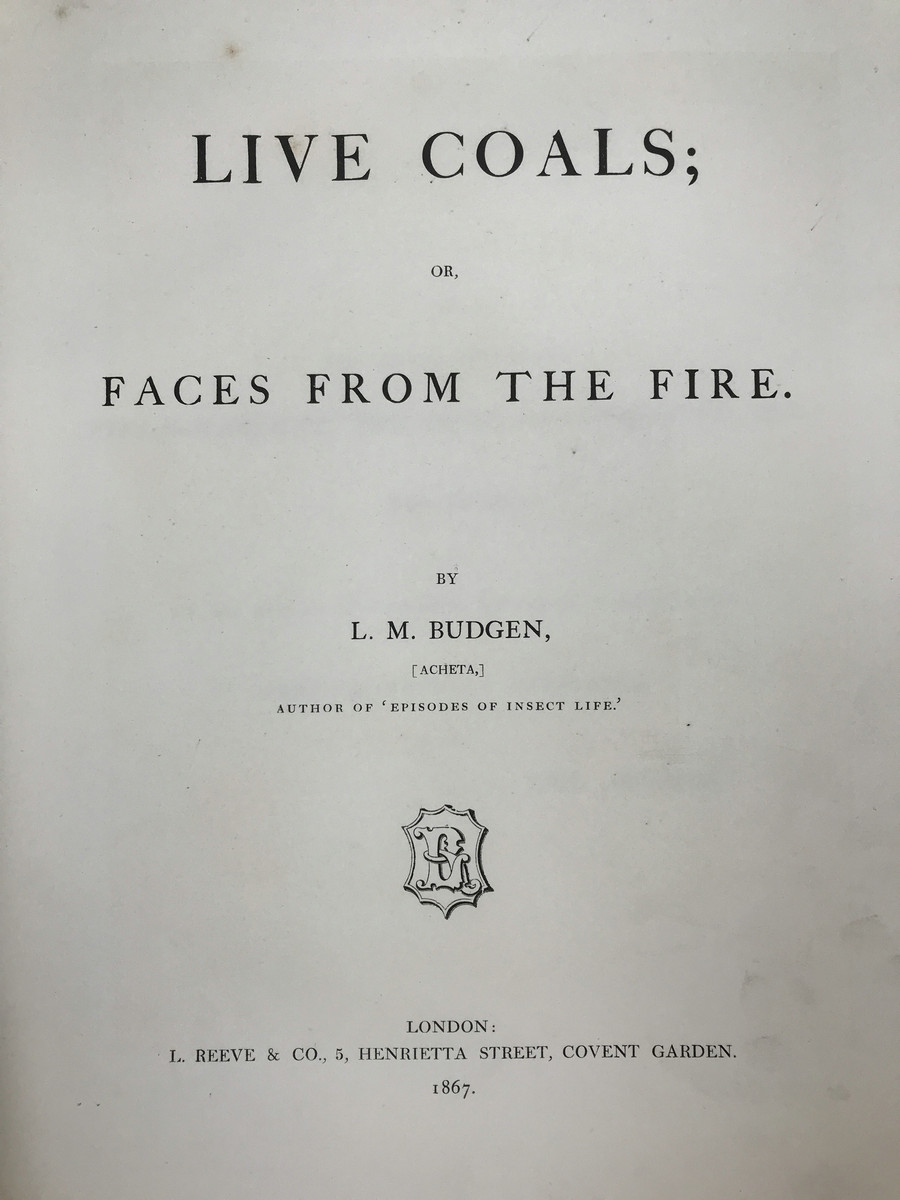 LIVE COALS;
OR,
FACES FROM THE FIRE.
BY
L. M. BUDGEN,
[ACHETA,]
AUTHOR OF ‘EPISODES OF INSECT LIFE.’
LONDON:
L. REEVE & CO., 5, HENRIETTA STREET, COVENT GARDEN.
1867.